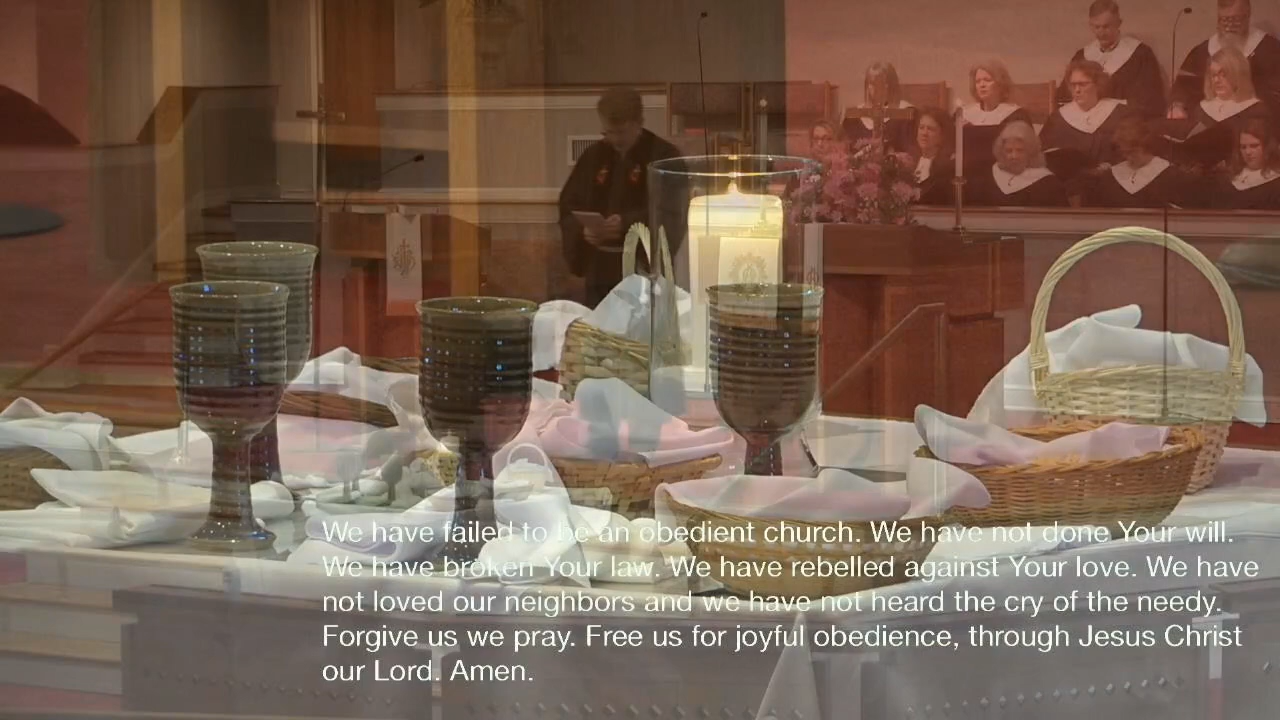 We have failed to be an obedient church. We have not done Your will.
We have broken Your law. We have rebelled against Your love. We have
not loved our neighbors and we have not heard the cry of the needy.
Forgive us we pray. Free us for joyful obedience, through Jesus Christ
our Lord. Amen.